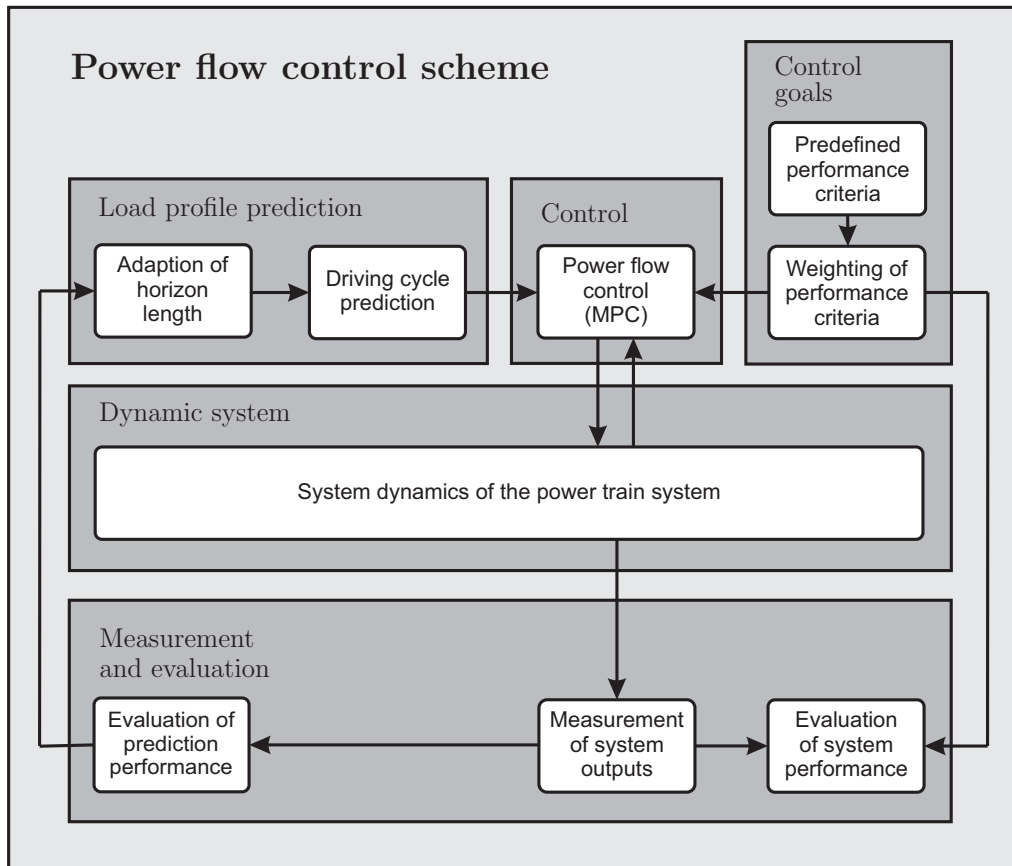 Power flow control scheme
Control
goals
Predefined
performance
criteria
Load profile prediction
Control
Adaption of
horizon
length
Driving cycle
prediction
Power flow
control
(MPC)
Weighting of
performance
criteria
Dynamic system
System dynamics of the power train system
Measurement
and evaluation
Evaluation of
prediction
performance
Measurement
of system
outputs
Evaluation
of system
performance